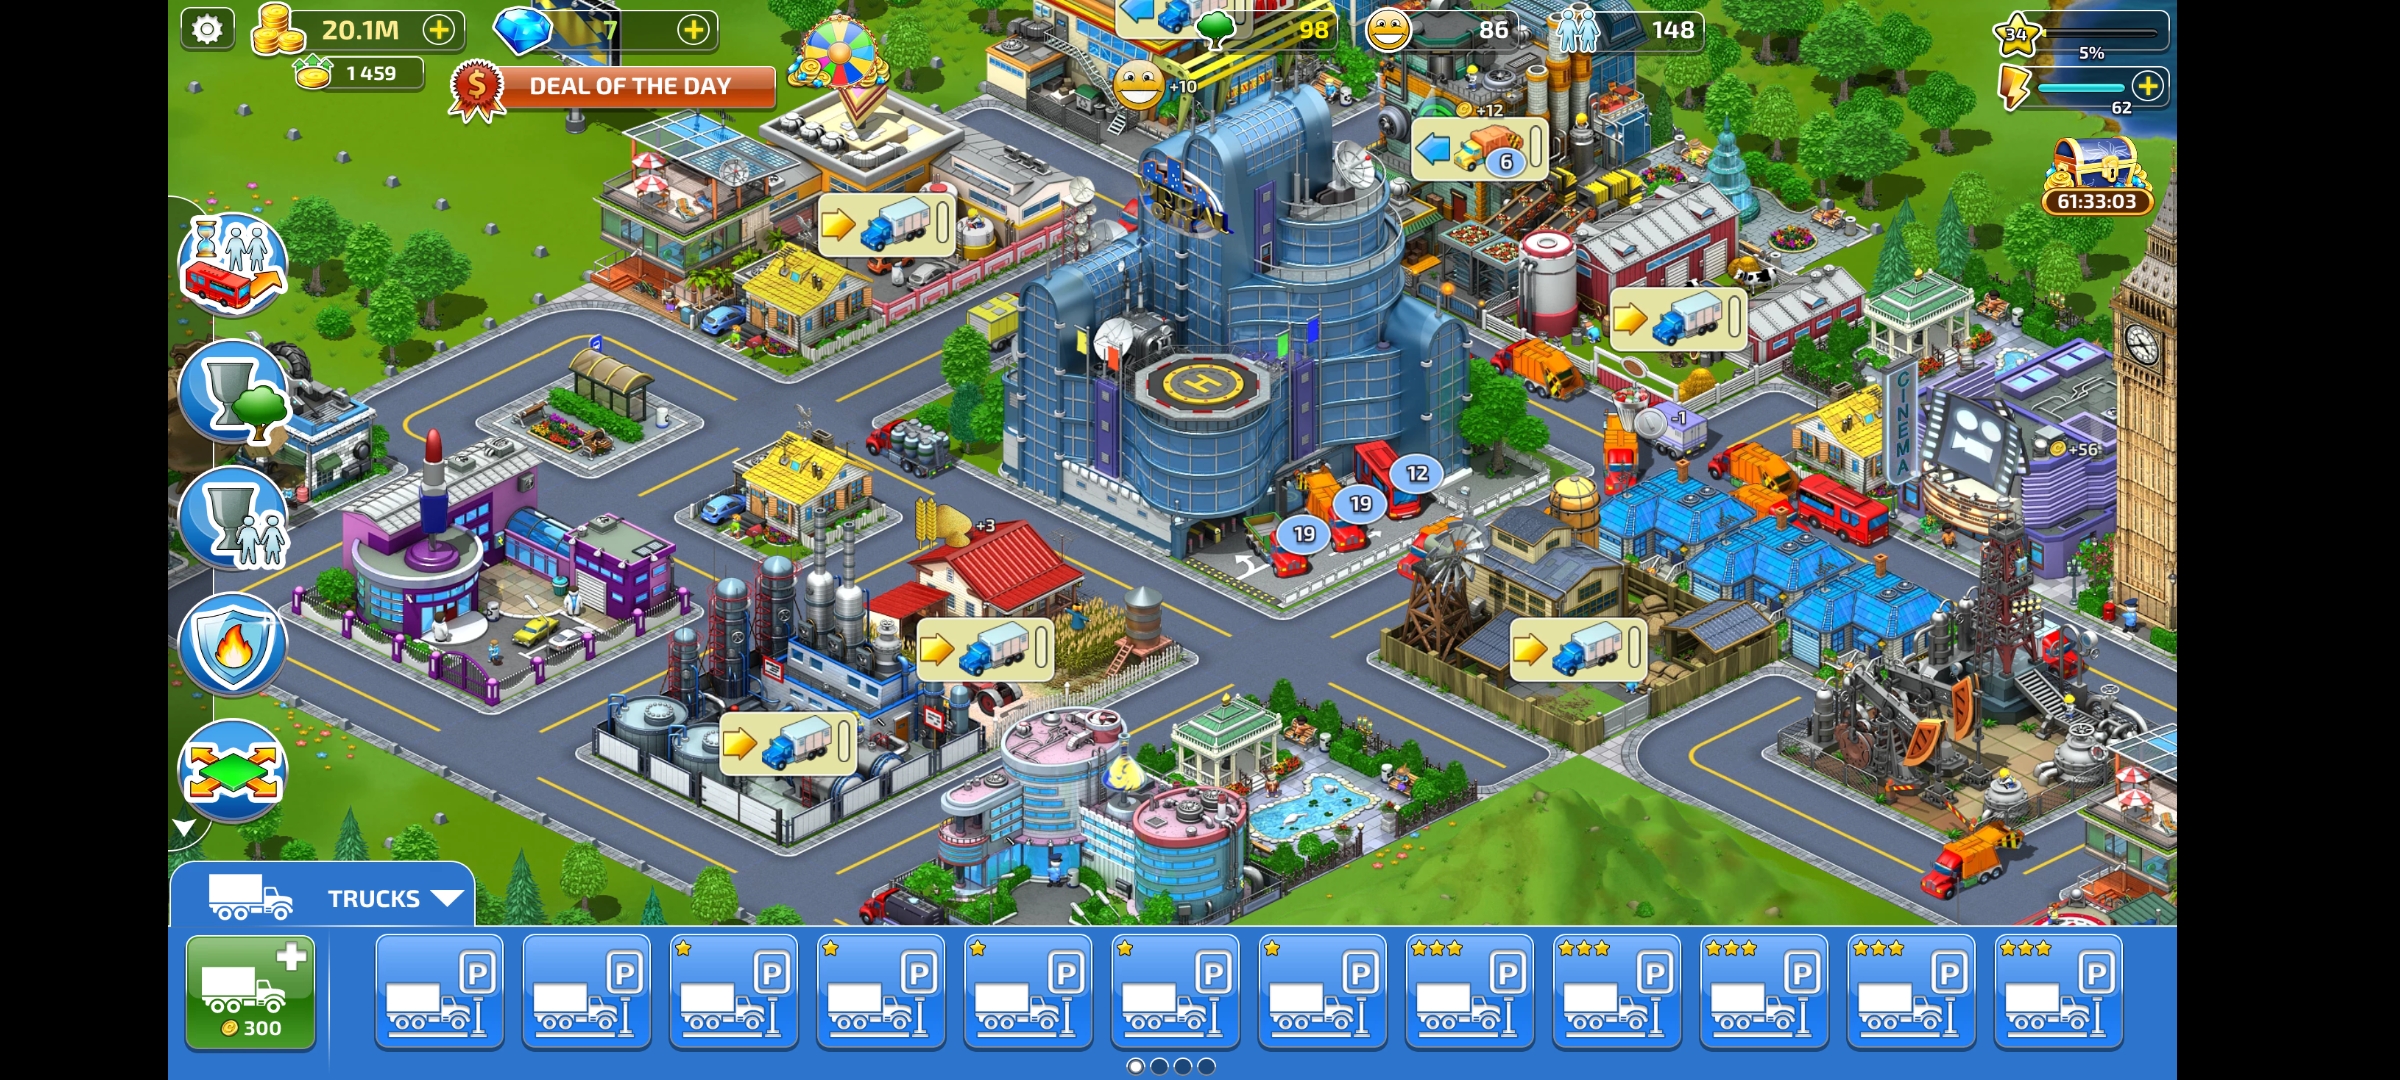 20.1M
7
98
86
148
34
5%
1 459
DEAL OF THE DAY
+10
62
+12
6
61:33:03
-1
CINEMA
+56
12
19
19
+3
H
TRUCKS
300
P
P
P
P
P
P
P
P
P
P
P
P